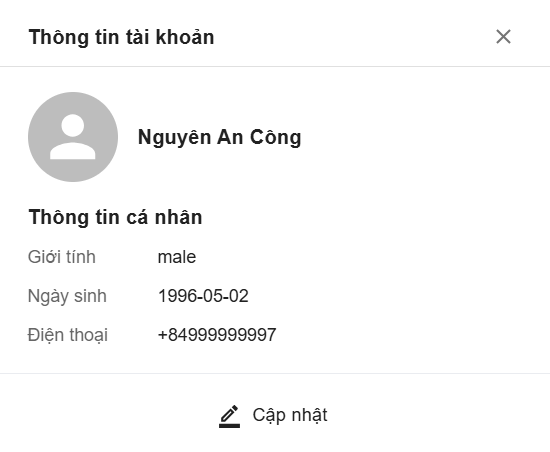 Thông tin tài khoản
Nguyên An Công
Thông tin cá nhân
Giới tính male
Ngày sinh 1996-05-02
Điện thoại +84999999997
Cập nhật